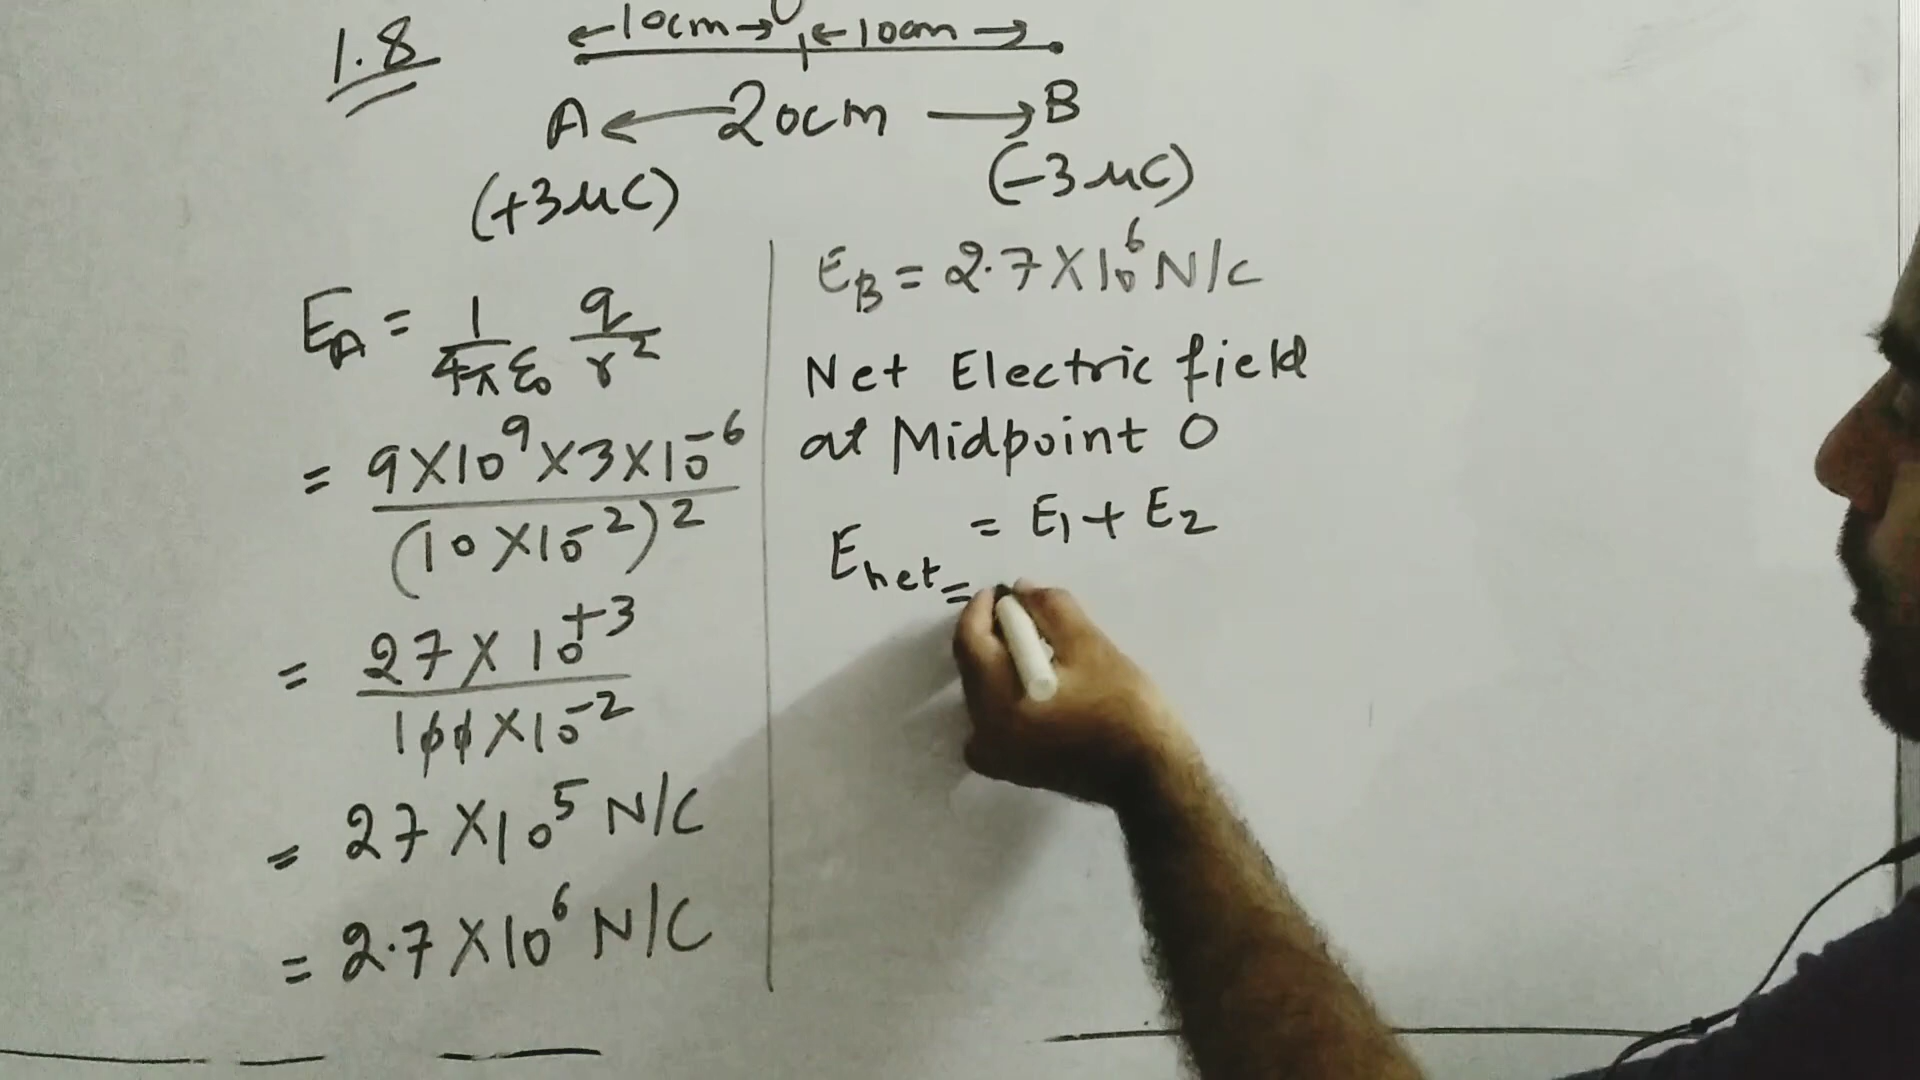 1.8
←10cm→ O ←10cm→
A ← 20cm → B
(+3μC) (-3μC)
E_A = 1/4πε₀ q/r²
= 9×10⁹×3×10⁻⁶/(10×10⁻²)²
= 27×10⁺³/100×10⁻²
= 27×10⁵ N/C
= 2.7×10⁶ N/C
E_B = 2.7×10⁶ N/C
Net Electric field
at Midpoint O
E_net = E₁ + E₂
=